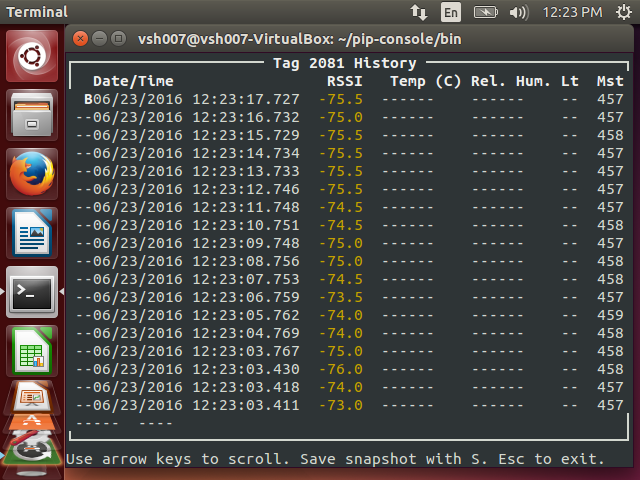 Terminal En 12:23 PM
vsh007@vsh007-VirtualBox: ~/pip-console/bin
Tag 2081 History
Date/Time RSSI Temp (C) Rel. Hum. Lt Mst
B06/23/2016 12:23:17.727 -75.5 ------ ------ -- 457
--06/23/2016 12:23:16.732 -75.0 ------ ------ -- 457
--06/23/2016 12:23:15.729 -75.5 ------ ------ -- 458
--06/23/2016 12:23:14.734 -75.5 ------ ------ -- 457
--06/23/2016 12:23:13.733 -75.5 ------ ------ -- 457
--06/23/2016 12:23:12.746 -75.5 ------ ------ -- 457
--06/23/2016 12:23:11.748 -74.5 ------ ------ -- 457
--06/23/2016 12:23:10.751 -74.5 ------ ------ -- 458
--06/23/2016 12:23:09.748 -75.0 ------ ------ -- 457
--06/23/2016 12:23:08.756 -75.0 ------ ------ -- 458
--06/23/2016 12:23:07.753 -74.5 ------ ------ -- 458
--06/23/2016 12:23:06.759 -73.5 ------ ------ -- 457
--06/23/2016 12:23:05.762 -74.0 ------ ------ -- 459
--06/23/2016 12:23:04.769 -74.0 ------ ------ -- 458
--06/23/2016 12:23:03.767 -75.0 ------ ------ -- 458
--06/23/2016 12:23:03.430 -76.0 ------ ------ -- 458
--06/23/2016 12:23:03.418 -74.0 ------ ------ -- 457
--06/23/2016 12:23:03.411 -73.0 ------ ------ -- 457
----- ----
Use arrow keys to scroll. Save snapshot with S. Esc to exit.